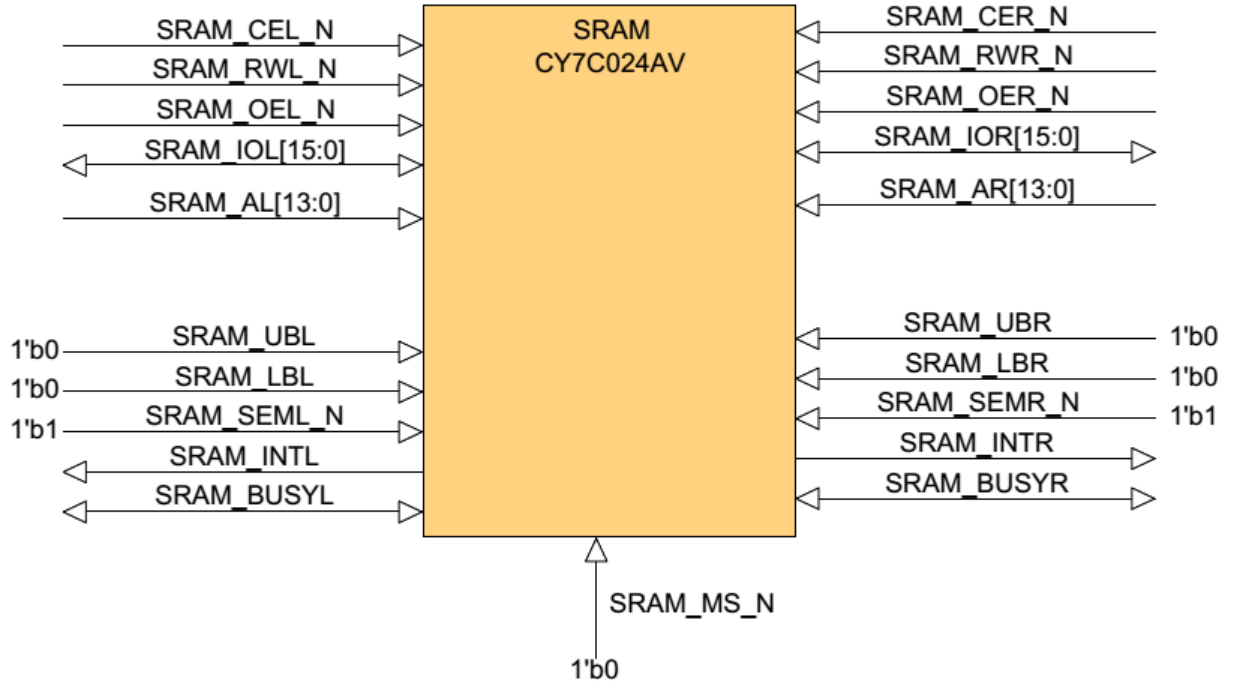 SRAM
CY7C024AV
SRAM_CEL_N
SRAM_RWL_N
SRAM_OEL_N
SRAM_IOL[15:0]
SRAM_AL[13:0]
1'b0 SRAM_UBL
1'b0 SRAM_LBL
1'b1 SRAM_SEML_N
SRAM_INTL
SRAM_BUSYL
SRAM_CER_N
SRAM_RWR_N
SRAM_OER_N
SRAM_IOR[15:0]
SRAM_AR[13:0]
SRAM_UBR 1'b0
SRAM_LBR 1'b0
SRAM_SEMR_N 1'b1
SRAM_INTR
SRAM_BUSYR
SRAM_MS_N
1'b0